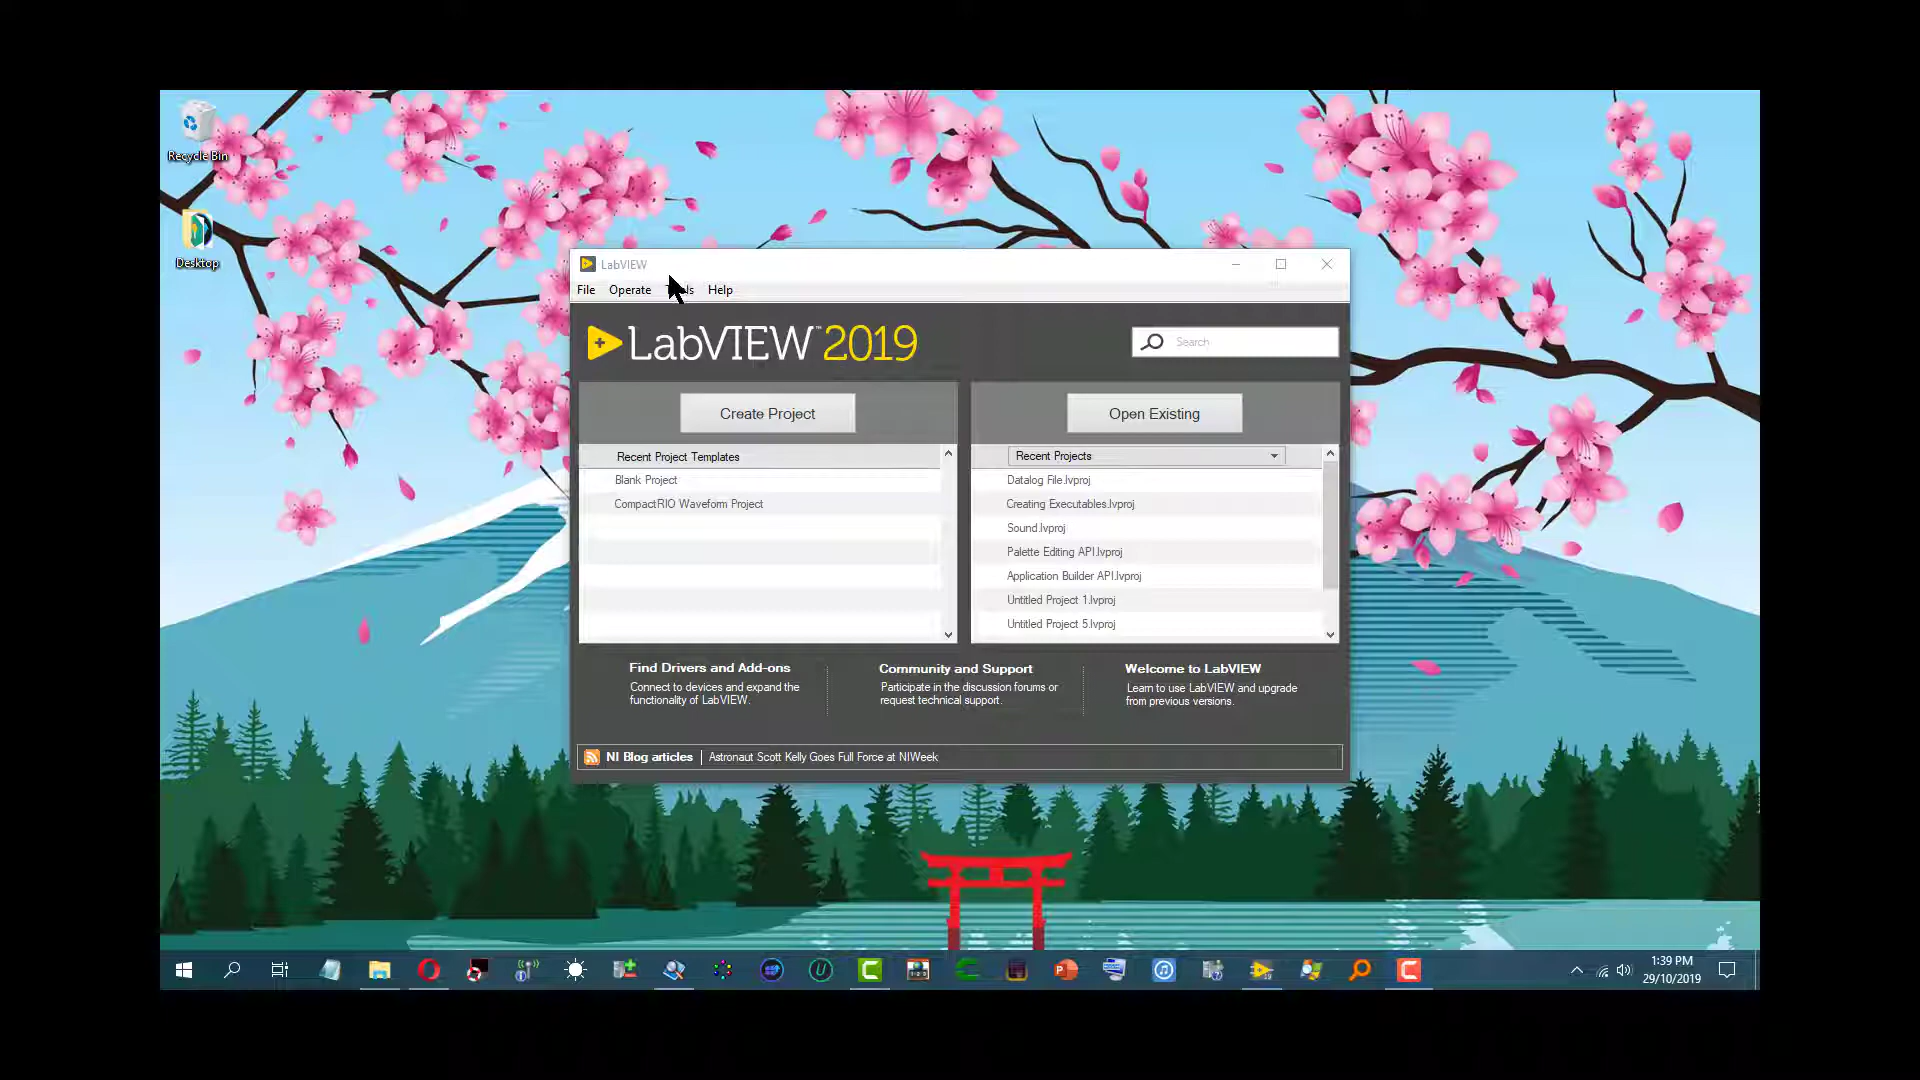 Recycle Bin
Desktop
LabVIEW
File Operate Help
LabVIEW™ 2019
Search
Create Project
Recent Project Templates
Blank Project
CompactRIO Waveform Project
Open Existing
Recent Projects
Datalog File.lvproj
Creating Executables.lvproj
Sound.lvproj
Palette Editing API.lvproj
Application Builder API.lvproj
Untitled Project 1.lvproj
Untitled Project 5.lvproj
Find Drivers and Add-ons
Connect to devices and expand the
functionality of LabVIEW.
Community and Support
Participate in the discussion forums or
request technical support.
Welcome to LabVIEW
Learn to use LabVIEW and upgrade
from previous versions.
NI Blog articles | Astronaut Scott Kelly Goes Full Force at NIWeek
1:39 PM
29/10/2019